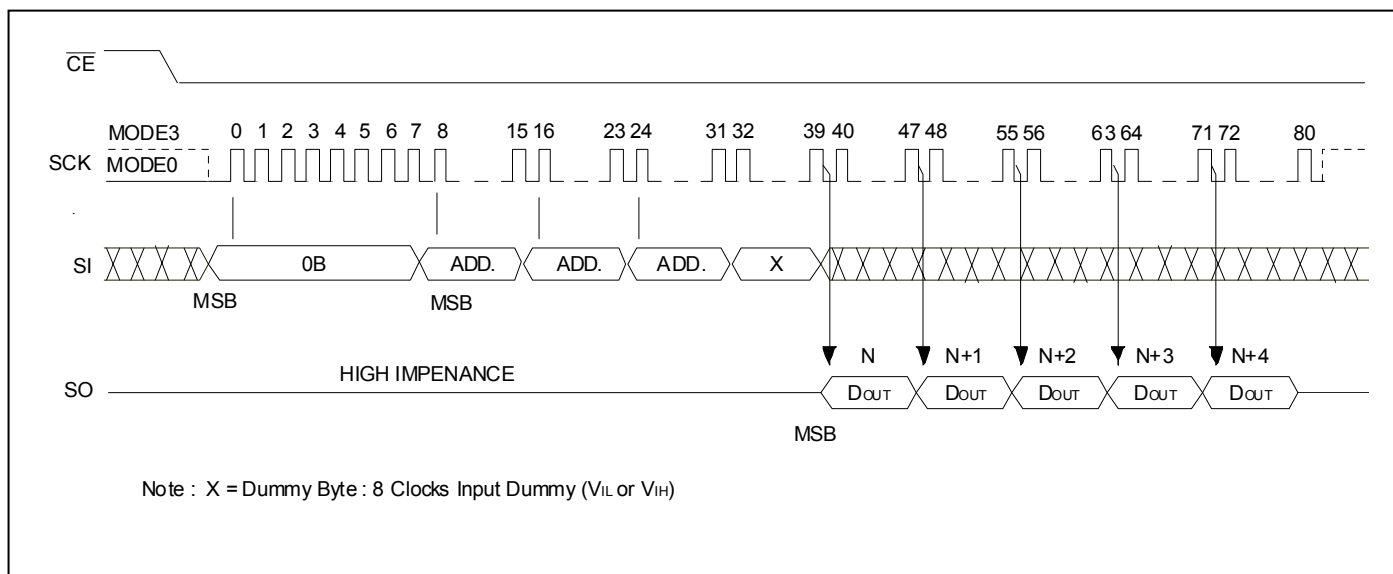 CE
MODE3 0 1 2 3 4 5 6 7 8 15 16 23 24 31 32 39 40 47 48 55 56 63 64 71 72 80
SCK MODE0
SI 0B ADD. ADD. ADD. X
MSB MSB
N N+1 N+2 N+3 N+4
HIGH IMPENANCE
SO DOUT DOUT DOUT DOUT DOUT
MSB
Note : X = Dummy Byte : 8 Clocks Input Dummy (VIL or VIH)